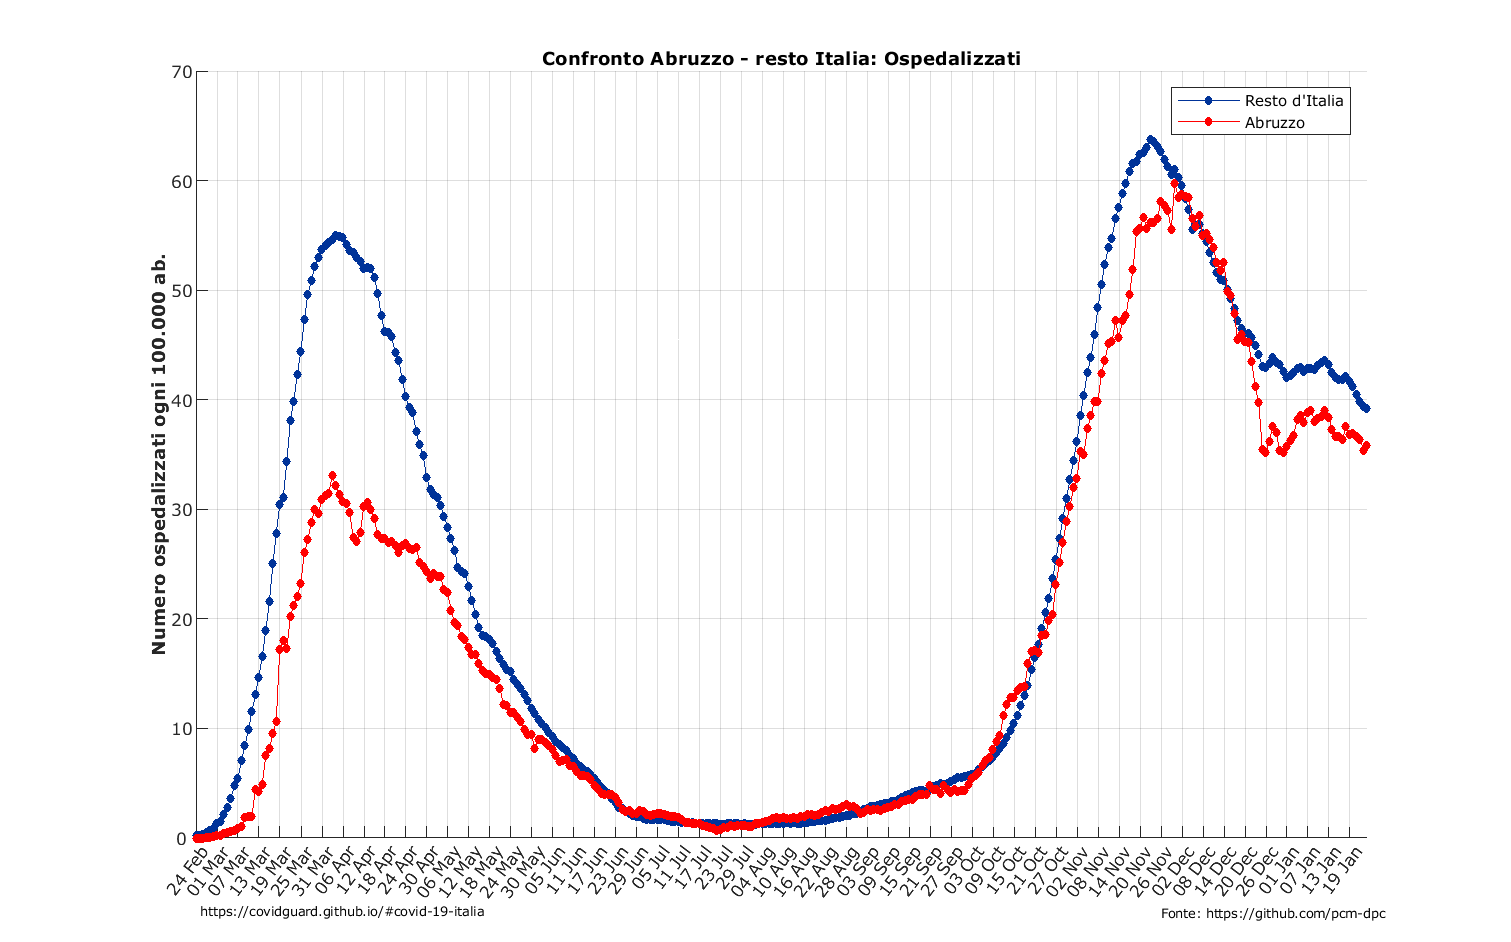 Confronto Abruzzo - resto Italia: Ospedalizzati
Resto d'Italia
Abruzzo
Numero ospedalizzati ogni 100.000 ab.
70
60
50
40
30
20
10
0
24 Feb
01 Mar
07 Mar
13 Mar
19 Mar
25 Mar
31 Mar
06 Apr
12 Apr
18 Apr
24 Apr
30 Apr
06 May
12 May
18 May
24 May
30 May
05 Jun
11 Jun
17 Jun
23 Jun
29 Jun
05 Jul
11 Jul
17 Jul
23 Jul
29 Jul
04 Aug
10 Aug
16 Aug
22 Aug
28 Aug
03 Sep
09 Sep
15 Sep
21 Sep
27 Sep
03 Oct
09 Oct
15 Oct
21 Oct
27 Oct
02 Nov
08 Nov
14 Nov
20 Nov
26 Nov
02 Dec
08 Dec
14 Dec
20 Dec
26 Dec
01 Jan
07 Jan
13 Jan
19 Jan
https://covidguard.github.io/#covid-19-italia
Fonte: https://github.com/pcm-dpc